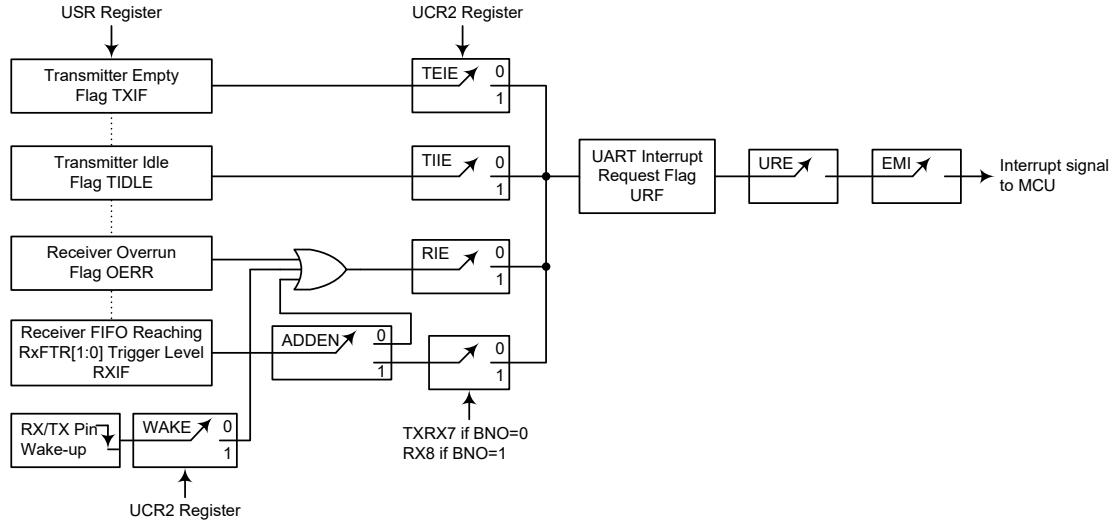 USR Register
UCR2 Register
Transmitter Empty
Flag TXIF
TEIE
0
1
Transmitter Idle
Flag TIDLE
TIIE
0
1
UART Interrupt
Request Flag
URF
URE
EMI
Interrupt signal
to MCU
Receiver Overrun
Flag OERR
RIE
0
1
Receiver FIFO Reaching
RxFTR[1:0] Trigger Level
RXIF
ADDEN
0
1
0
1
RX/TX Pin
Wake-up
WAKE
0
1
TXRX7 if BNO=0
RX8 if BNO=1
UCR2 Register